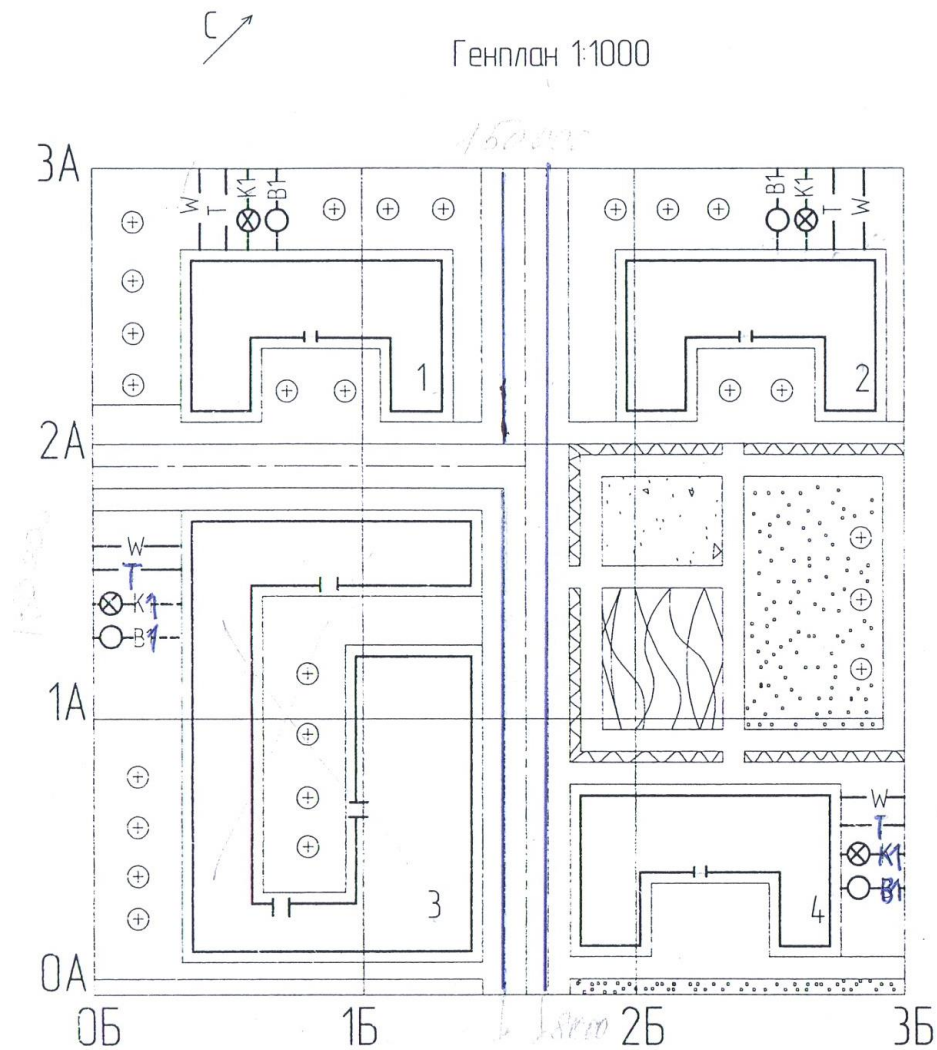 С
Генплан 1:1000
3А
W Т К1 В1
В1 К1 Т W
1
2
2А
W
Т
К1
В1
1А
W
Т
К1
В1
3
4
0А
0Б 1Б 2Б 3Б